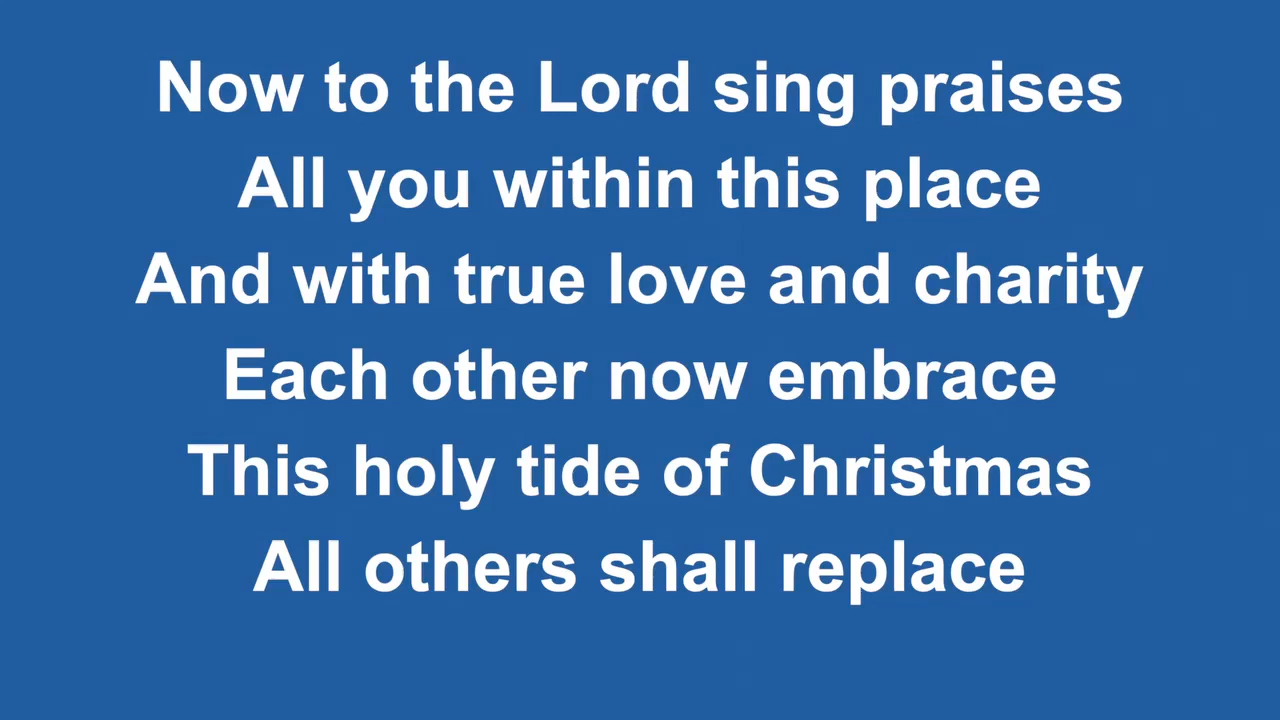 Now to the Lord sing praises
All you within this place
And with true love and charity
Each other now embrace
This holy tide of Christmas
All others shall replace